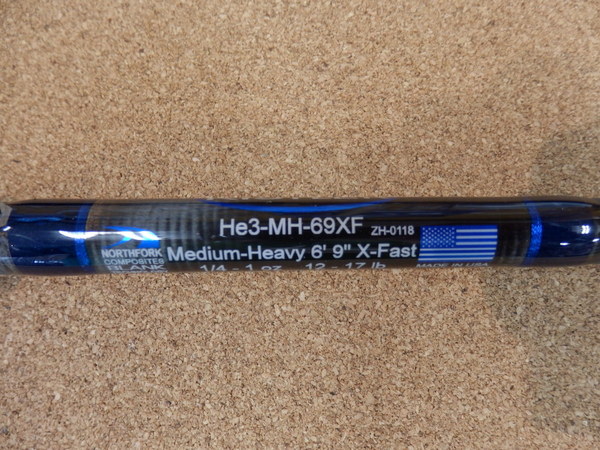 He3-MH-69XF ZH-0118
NORTHFORK
COMPOSITES
BLANK
Medium-Heavy 6' 9" X-Fast
1/4 - 1 oz 12 - 17 lb
MADE IN